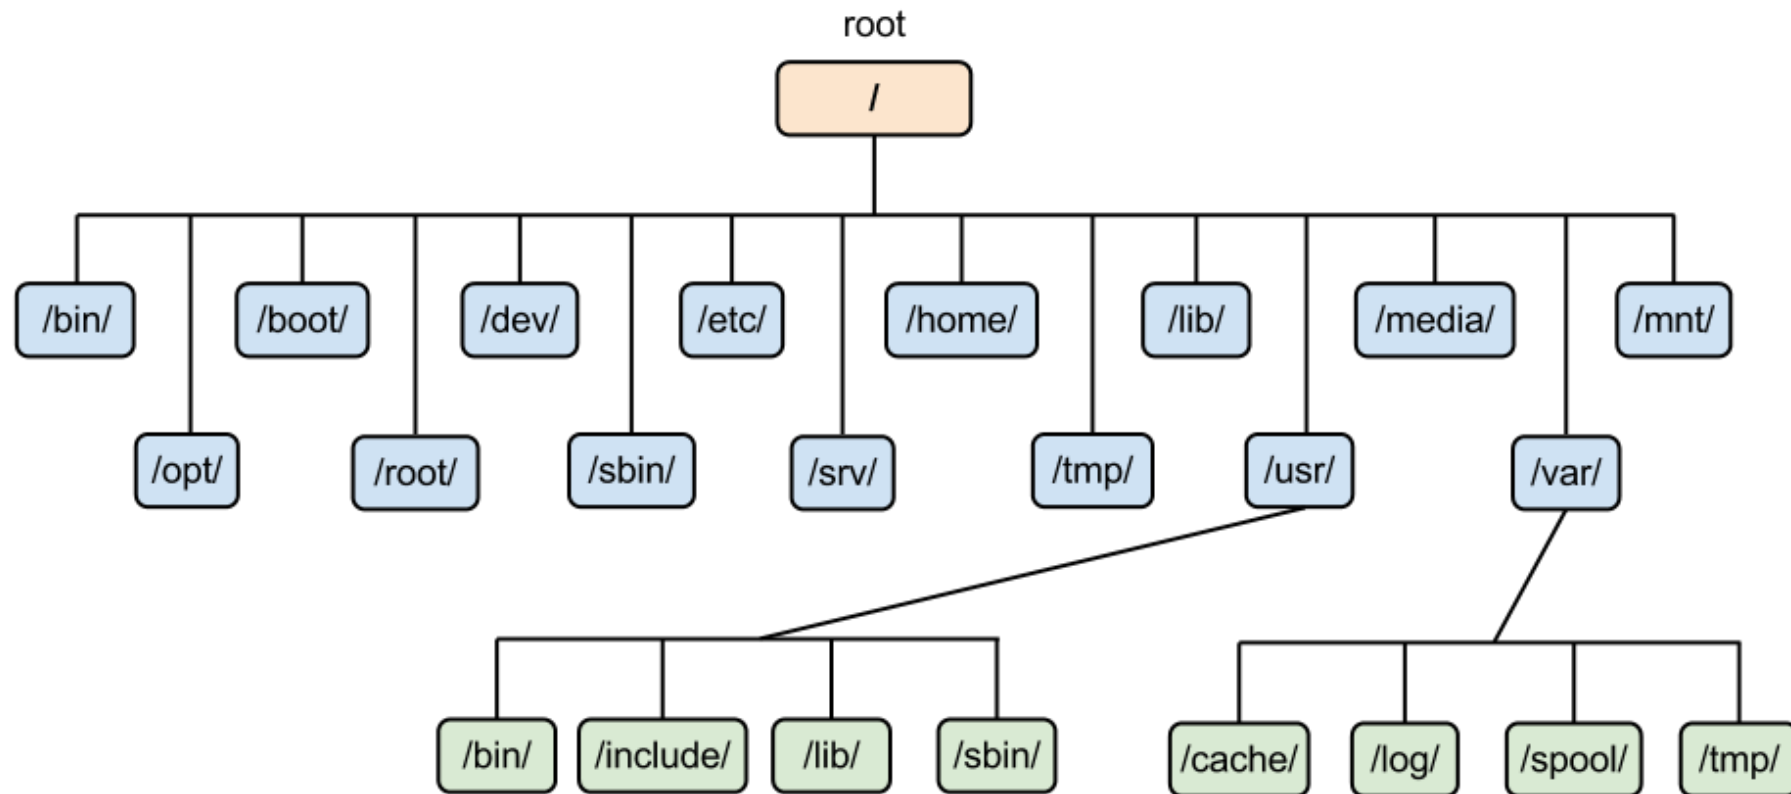 root
/
/bin/ /boot/ /dev/ /etc/ /home/ /lib/ /media/ /mnt/
/opt/ /root/ /sbin/ /srv/ /tmp/ /usr/ /var/
/bin/ /include/ /lib/ /sbin/ /cache/ /log/ /spool/ /tmp/